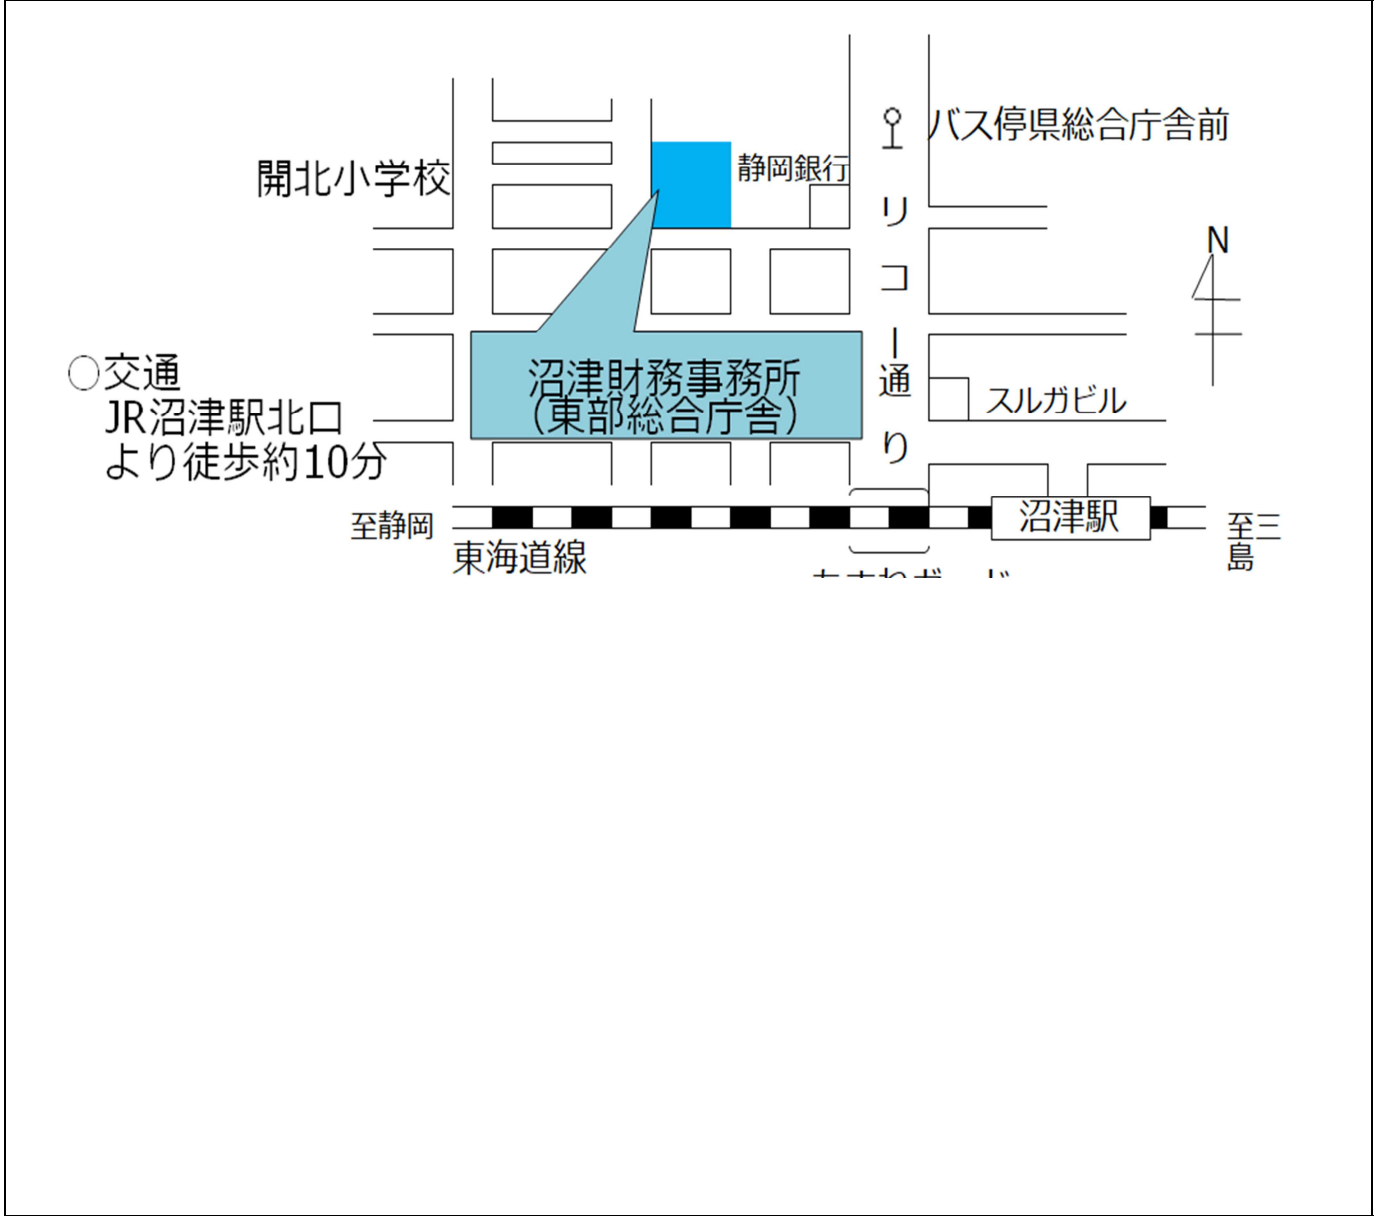 バス停県総合庁舎前
静岡銀行
開北小学校
リコー通り
N
沼津財務事務所
（東部総合庁舎）
○交通
JR沼津駅北口
より徒歩約10分
スルガビル
沼津駅
至静岡
至三
島
東海道線